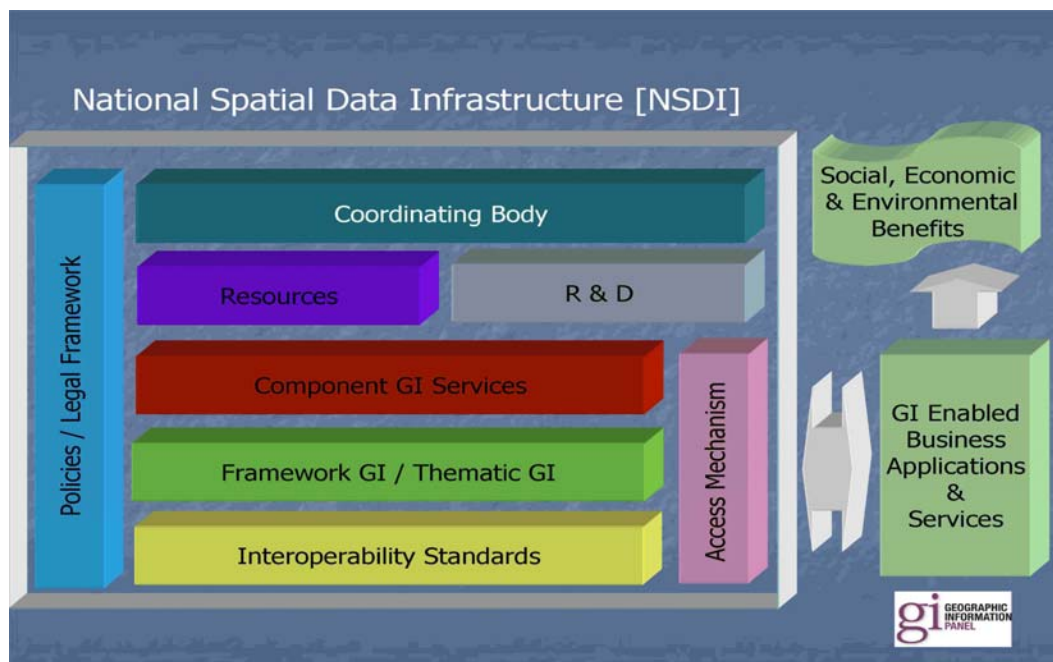 National Spatial Data Infrastructure [NSDI]
Policies / Legal Framework
Coordinating Body
Resources
R & D
Component GI Services
Framework GI / Thematic GI
Interoperability Standards
Access Mechanism
Social, Economic
& Environmental
Benefits
GI Enabled
Business
Applications
&
Services
gi
GEOGRAPHIC
INFORMATION
PANEL